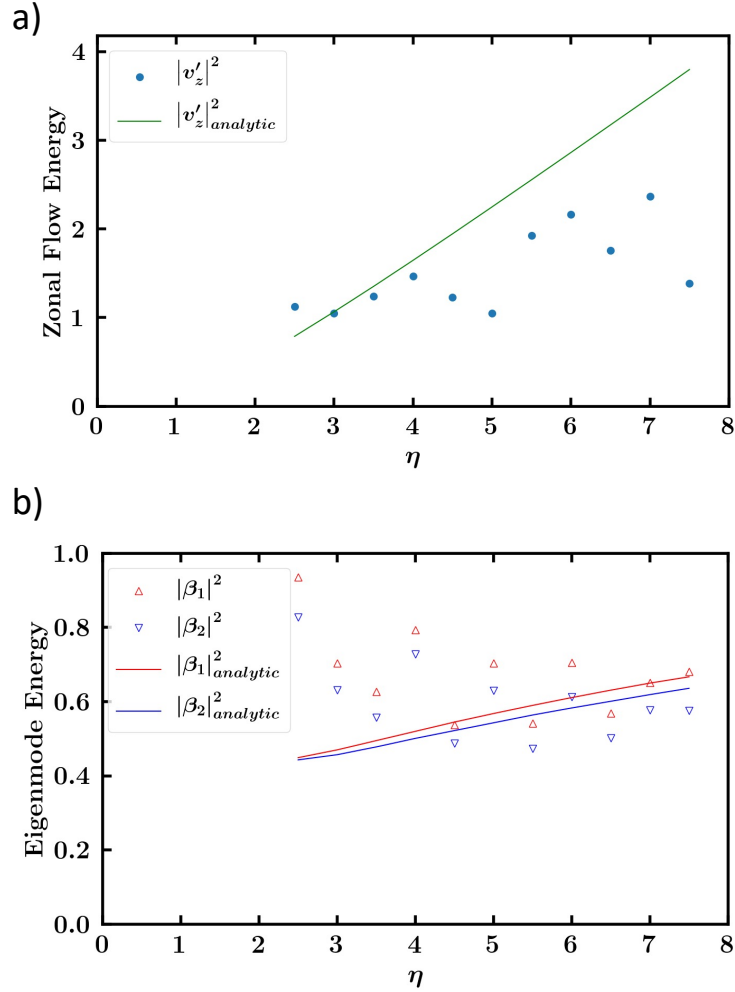 a)
4
3
2
1
0
Zonal Flow Energy
|v′z|²
|v′z|²analytic
0 1 2 3 4 5 6 7 8
η
b)
1.0
0.8
0.6
0.4
0.2
0.0
Eigenmode Energy
|β₁|²
|β₂|²
|β₁|²analytic
|β₂|²analytic
0 1 2 3 4 5 6 7 8
η